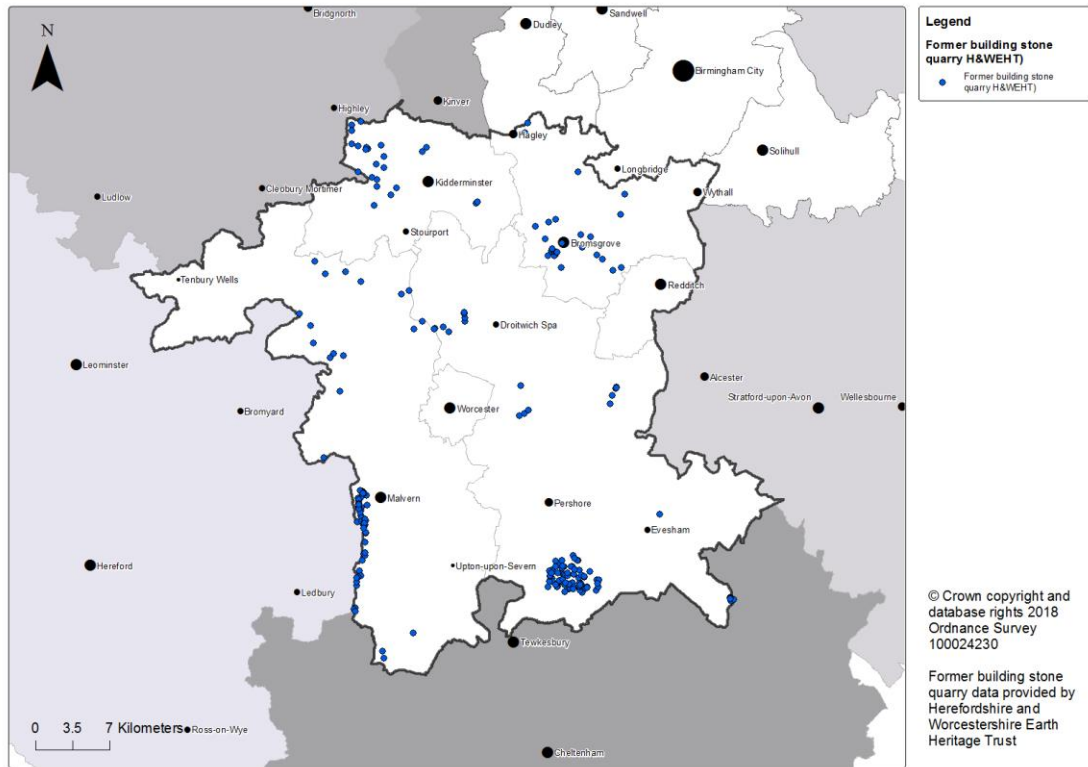 Bridgnorth
Sandwell
Dudley
N
Birmingham City
Highley
Kinver
Hagley
Solihull
Longbridge
Kidderminster
Cleobury Mortimer
Wythall
Ludlow
Stourport
Bromsgrove
Tenbury Wells
Redditch
Droitwich Spa
Leominster
Alcester
Stratford-upon-Avon
Wellesbourne
Bromyard
Worcester
Malvern
Pershore
Evesham
Hereford
Upton-upon-Severn
Ledbury
Tewkesbury
0 3.5 7 Kilometers
Ross-on-Wye
Cheltenham
Legend
Former building stone
quarry H&WEHT)
Former building stone
quarry H&WEHT)
© Crown copyright and
database rights 2018
Ordnance Survey
100024230
Former building stone
quarry data provided by
Herefordshire and
Worcestershire Earth
Heritage Trust